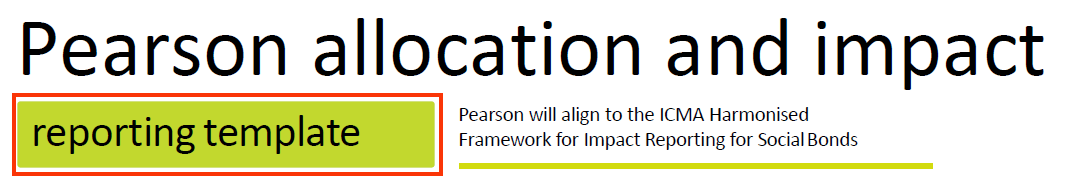 Pearson allocation and impact
reporting template
Pearson will align to the ICMA Harmonised
Framework for Impact Reporting for Social Bonds